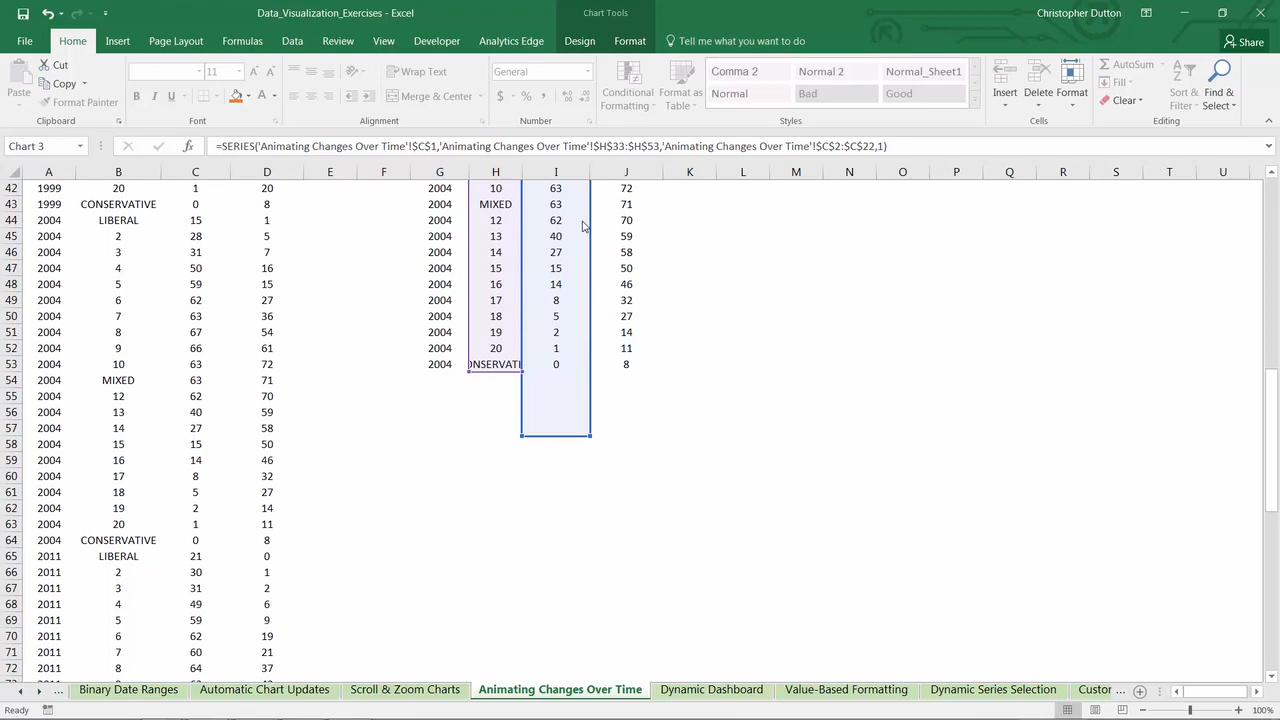 Data_Visualization_Exercises - Excel
Chart Tools
Christopher Dutton
File Home Insert Page Layout Formulas Data Review View Developer Analytics Edge Design Format Tell me what you want to do Share
Paste
Cut
Copy
Format Painter
Clipboard
11
B I U
Font
Wrap Text
Merge & Center
Alignment
General
$ % ,
Number
Conditional Formatting
Format as Table
Comma 2 Normal 2 Normal_Sheet1
Normal Bad Good
Styles
Insert Delete Format
Cells
AutoSum
Fill
Clear
Sort & Filter
Find & Select
Editing
Chart 3 fx =SERIES('Animating Changes Over Time'!$C$1,'Animating Changes Over Time'!$H$33:$H$53,'Animating Changes Over Time'!$C$2:$C$22,1)
A B C D E F G H I J K L M N O P Q R S T U
42 1999 20 1 20 2004 10 63 72
43 1999 CONSERVATIVE 0 8 2004 MIXED 63 71
44 2004 LIBERAL 15 1 2004 12 62 70
45 2004 2 28 5 2004 13 40 59
46 2004 3 31 7 2004 14 27 58
47 2004 4 50 16 2004 15 15 50
48 2004 5 59 15 2004 16 14 46
49 2004 6 62 27 2004 17 8 32
50 2004 7 63 36 2004 18 5 27
51 2004 8 67 54 2004 19 2 14
52 2004 9 66 61 2004 20 1 11
53 2004 10 63 72 2004 ONSERVATI 0 8
54 2004 MIXED 63 71
55 2004 12 62 70
56 2004 13 40 59
57 2004 14 27 58
58 2004 15 15 50
59 2004 16 14 46
60 2004 17 8 32
61 2004 18 5 27
62 2004 19 2 14
63 2004 20 1 11
64 2004 CONSERVATIVE 0 8
65 2011 LIBERAL 21 0
66 2011 2 30 1
67 2011 3 31 2
68 2011 4 49 6
69 2011 5 59 9
70 2011 6 62 19
71 2011 7 60 21
72 2011 8 64 37
... Binary Date Ranges Automatic Chart Updates Scroll & Zoom Charts Animating Changes Over Time Dynamic Dashboard Value-Based Formatting Dynamic Series Selection Custor ...
Ready 100%